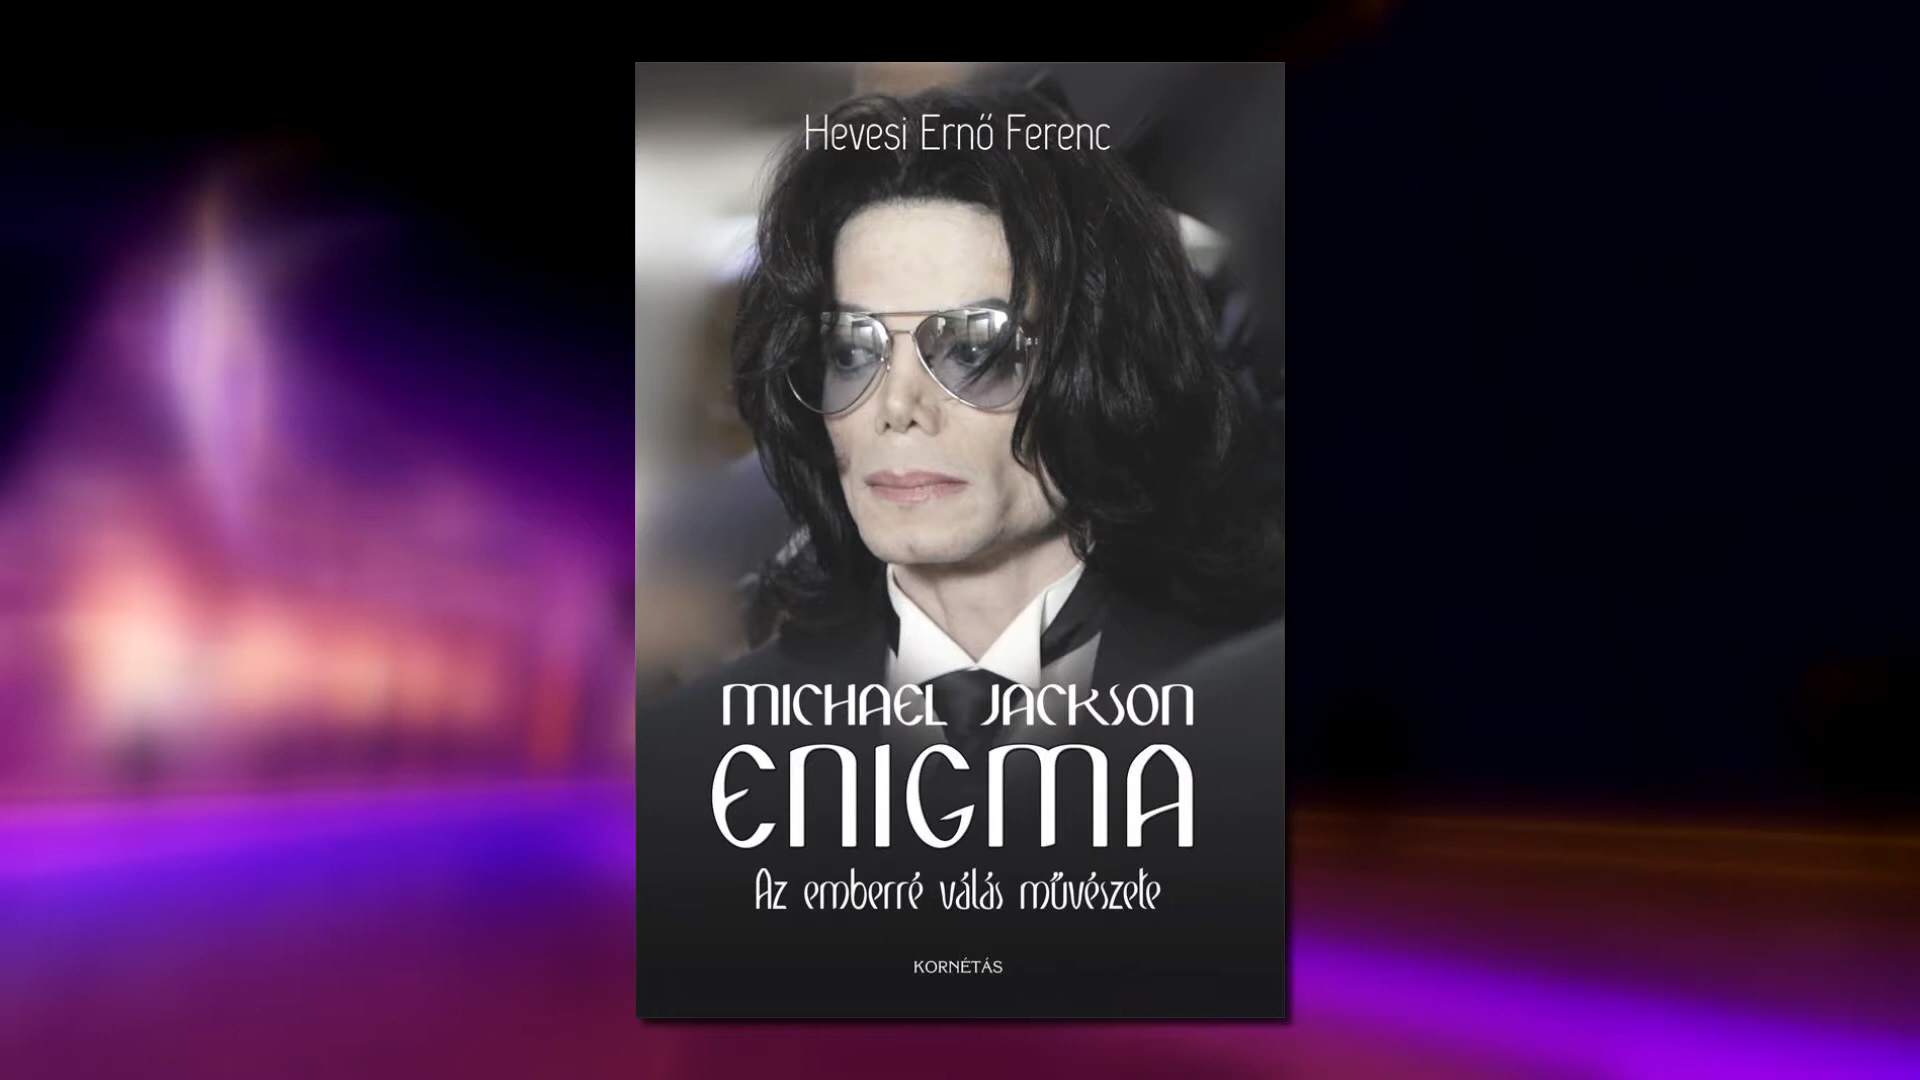 Hevesi Ernő Ferenc
MICHAEL JACKSON
ENIGMA
Az emberré válás művészete
KORNÉTÁS